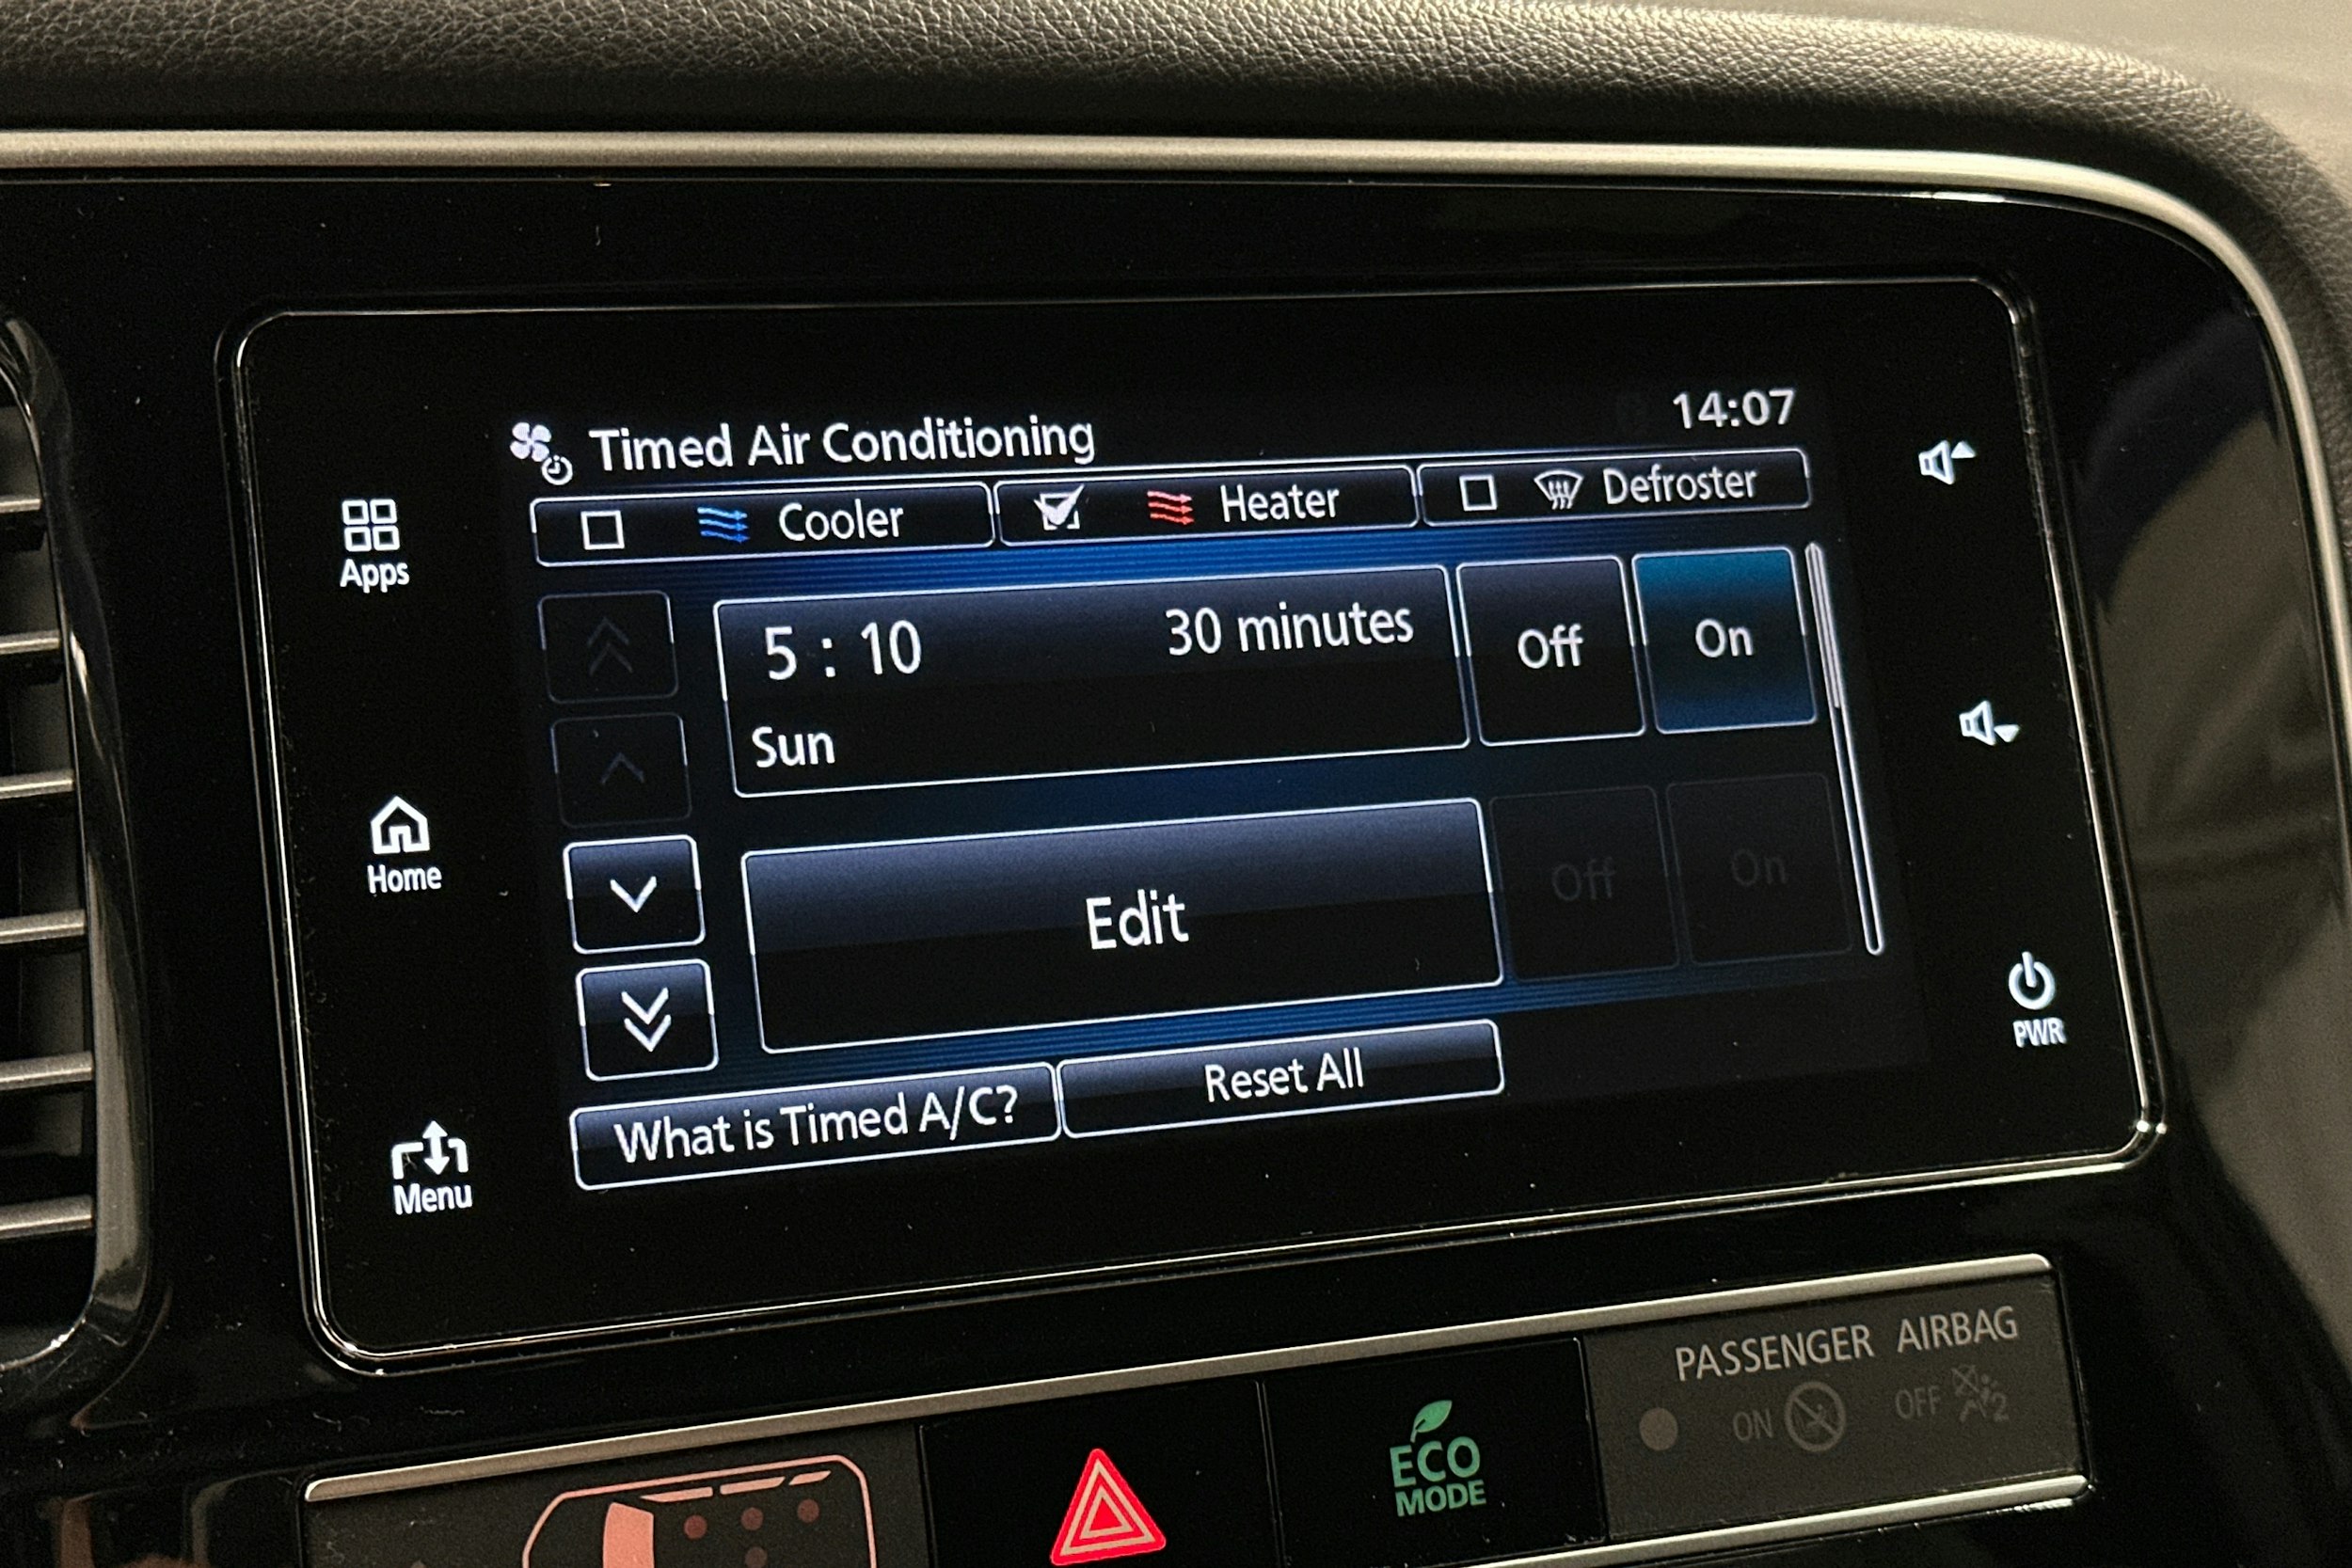 Timed Air Conditioning
14:07
Cooler
Heater
Defroster
5 : 10
30 minutes
Sun
Off
On
Edit
Off
On
What is Timed A/C?
Reset All
Apps
Home
Menu
PWR
PASSENGER AIRBAG
ON
OFF
2
ECO
MODE